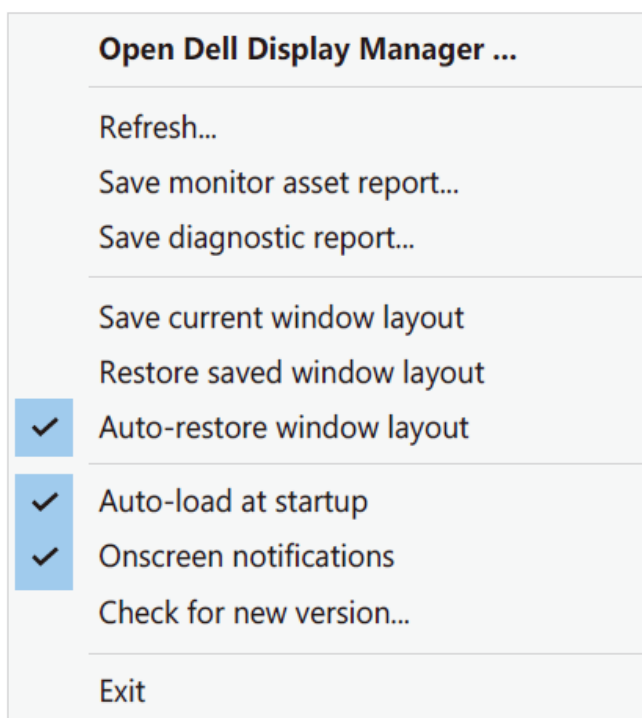 Open Dell Display Manager ...
Refresh...
Save monitor asset report...
Save diagnostic report...
Save current window layout
Restore saved window layout
Auto-restore window layout
Auto-load at startup
Onscreen notifications
Check for new version...
Exit